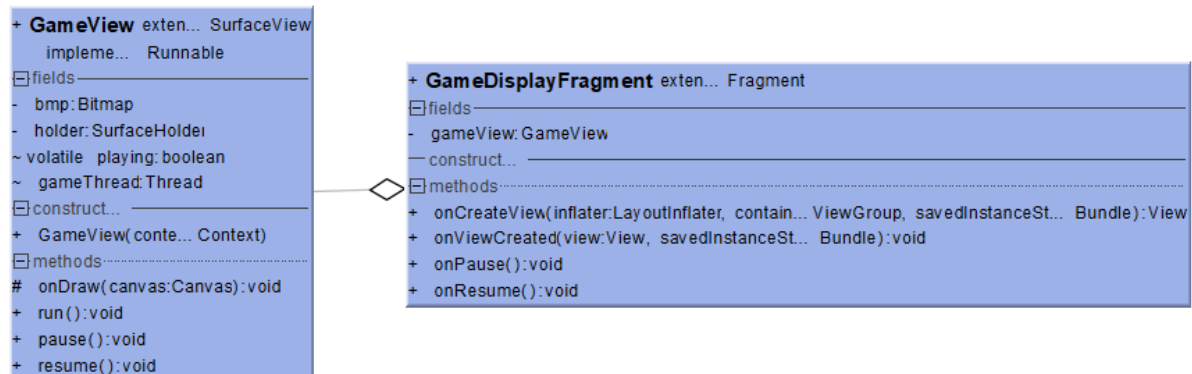 + GameView exten... SurfaceView
impleme... Runnable
fields
- bmp:Bitmap
- holder:SurfaceHolder
~ volatile playing:boolean
~ gameThread:Thread
construct...
+ GameView(conte... Context)
methods
# onDraw(canvas:Canvas):void
+ run():void
+ pause():void
+ resume():void
+ GameDisplayFragment exten... Fragment
fields
- gameView:GameView
construct...
methods
+ onCreateView(inflater:LayoutInflater, contain... ViewGroup, savedInstanceSt... Bundle):View
+ onViewCreated(view:View, savedInstanceSt... Bundle):void
+ onPause():void
+ onResume():void